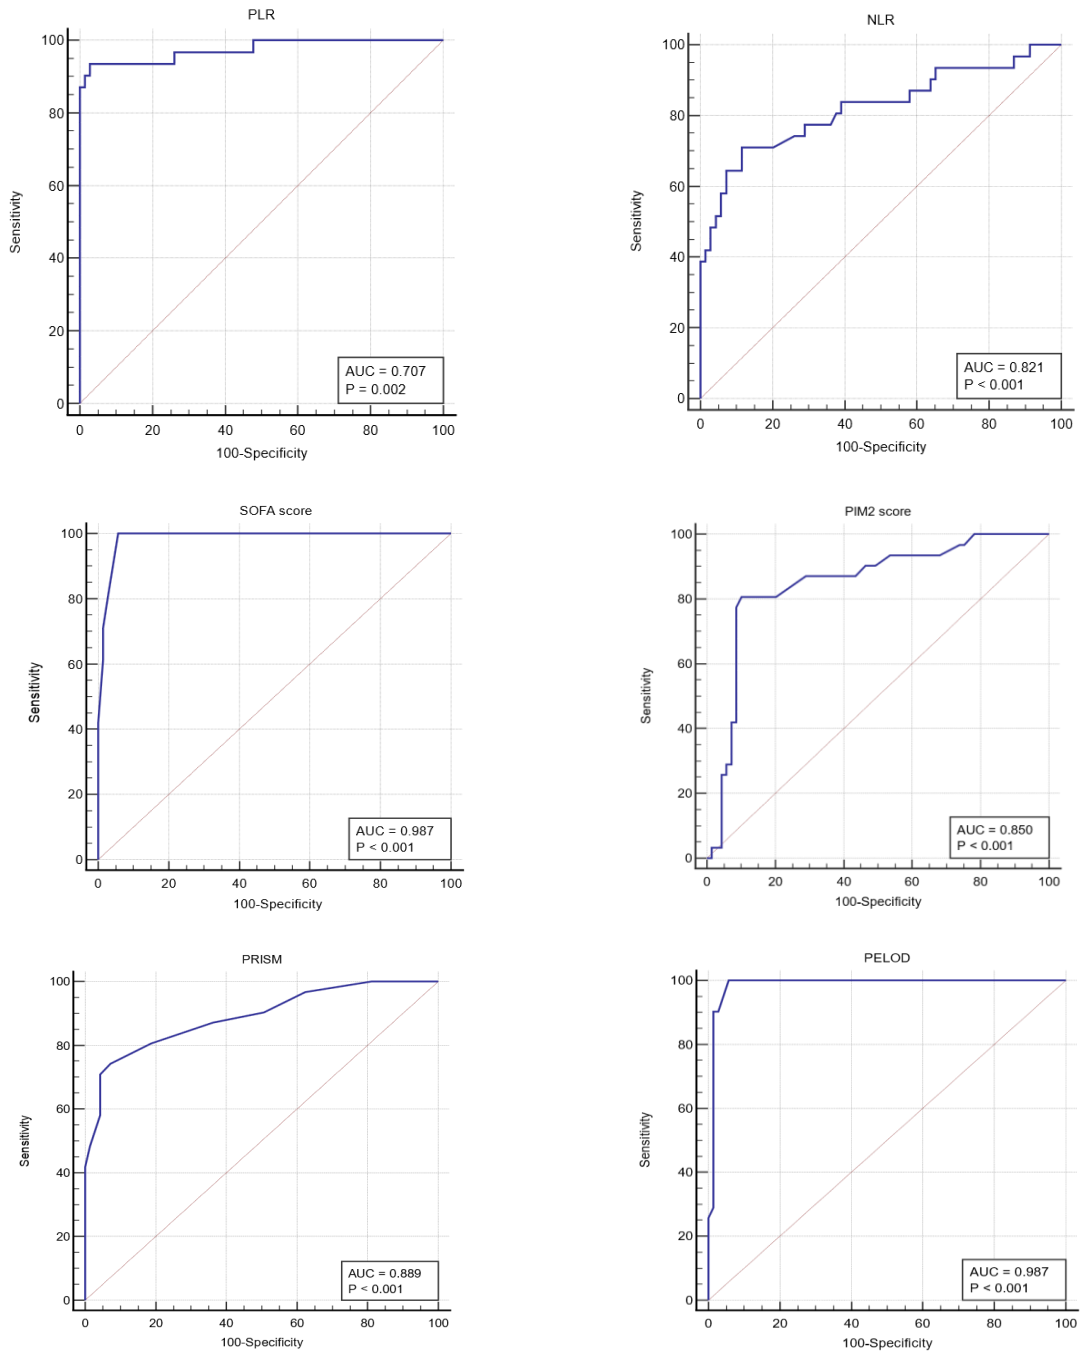 PLR
100
80
60
40
20
0
Sensitivity
AUC = 0.707
P = 0.002
0 20 40 60 80 100
100-Specificity
NLR
100
80
60
40
20
0
Sensitivity
AUC = 0.821
P < 0.001
0 20 40 60 80 100
100-Specificity
SOFA score
100
80
60
40
20
0
Sensitivity
AUC = 0.987
P < 0.001
0 20 40 60 80 100
100-Specificity
PIM2 score
100
80
60
40
20
0
Sensitivity
AUC = 0.850
P < 0.001
0 20 40 60 80 100
100-Specificity
PRISM
100
80
60
40
20
0
Sensitivity
AUC = 0.889
P < 0.001
0 20 40 60 80 100
100-Specificity
PELOD
100
80
60
40
20
0
Sensitivity
AUC = 0.987
P < 0.001
0 20 40 60 80 100
100-Specificity